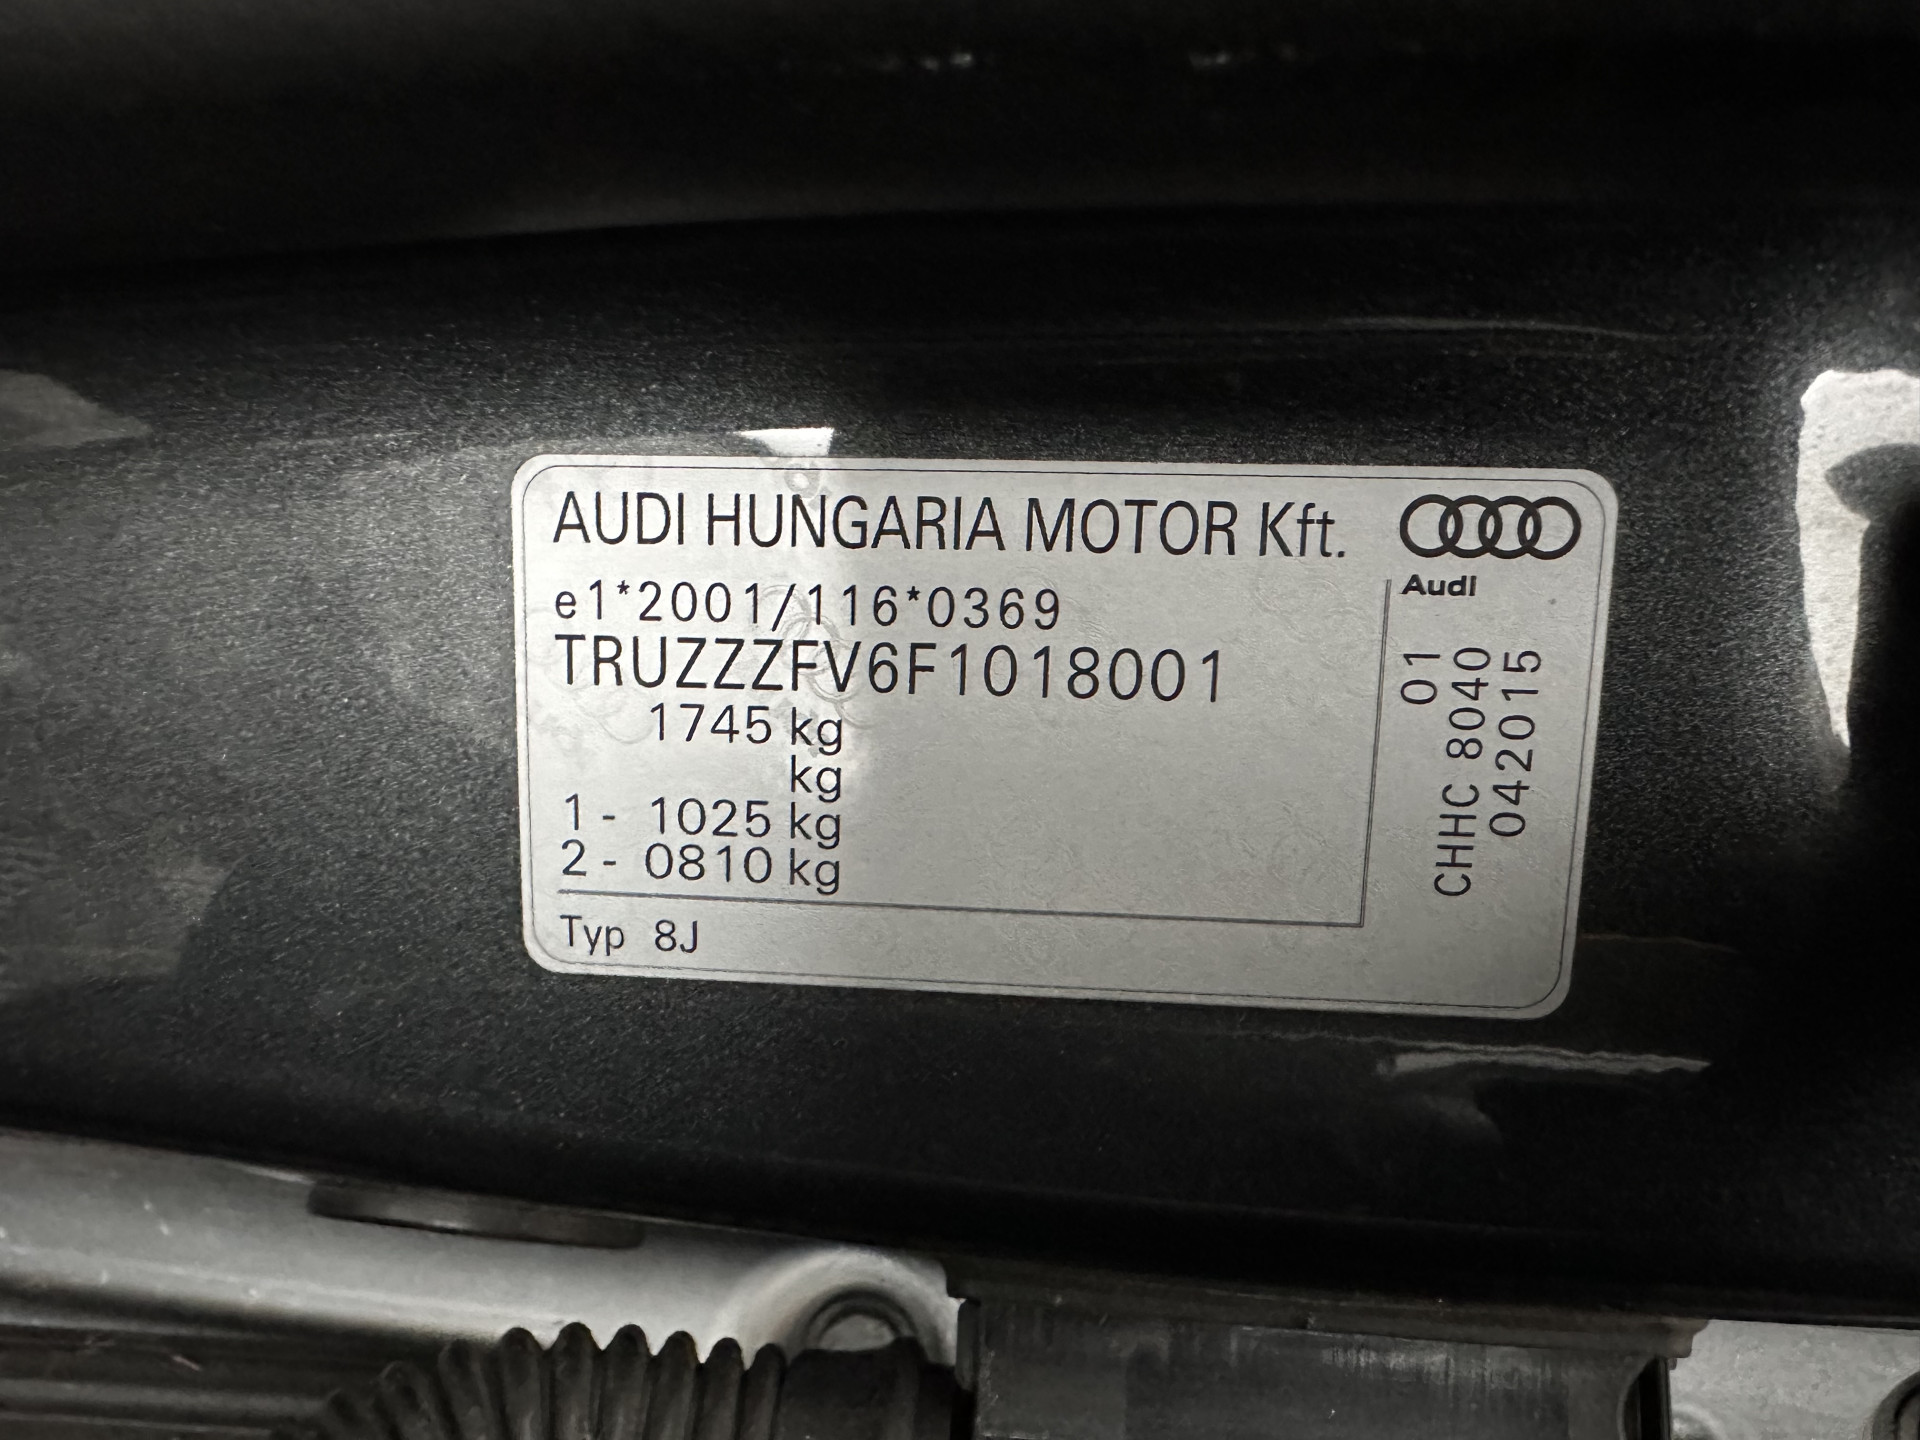 AUDI HUNGARIA MOTOR Kft.
Audi
e1*2001/116*0369
TRUZZZFV6F1018001
1745 kg
kg
1 - 1025 kg
2 - 0810 kg
Typ 8J
01
CHHC 8040
042015